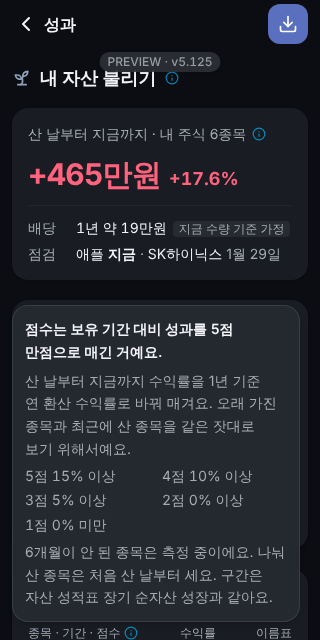 성과
PREVIEW · v5.125
내 자산 불리기
산 날부터 지금까지 · 내 주식 6종목
+465만원 +17.6%
배당 1년 약 19만원 지금 수량 기준 가정
점검 애플 지금 · SK하이닉스 1월 29일
점수는 보유 기간 대비 성과를 5점
만점으로 매긴 거예요.
산 날부터 지금까지 수익률을 1년 기준
연 환산 수익률로 바꿔 매겨요. 오래 가진
종목과 최근에 산 종목을 같은 잣대로
보기 위해서예요.
5점 15% 이상 4점 10% 이상
3점 5% 이상 2점 0% 이상
1점 0% 미만
6개월이 안 된 종목은 측정 중이에요. 나눠
산 종목은 처음 산 날부터 세요. 구간은
자산 성적표 장기 순자산 성장과 같아요.
종목 · 기간 · 점수 수익률 이름표